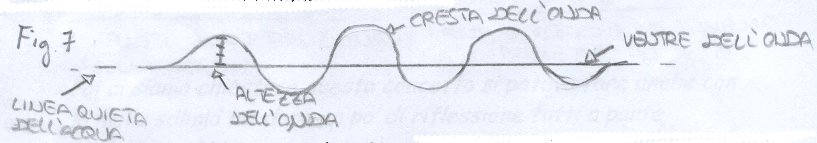 Fig. 7
CRESTA DELL'ONDA
VENTRE DELL'ONDA
LINEA QUIETA
DELL'ACQUA
ALTEZZA
DELL'ONDA